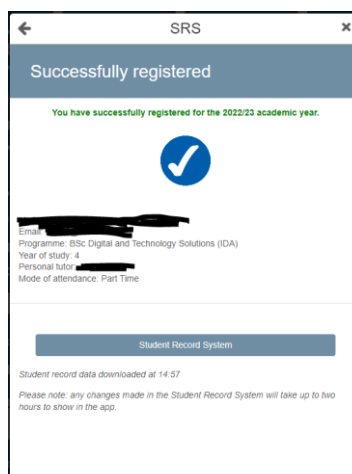 SRS
Successfully registered
You have successfully registered for the 2022/23 academic year.
Email:
Programme: BSc Digital and Technology Solutions (IDA)
Year of study: 4
Personal tutor:
Mode of attendance: Part Time
Student Record System
Student record data downloaded at 14:57
Please note: any changes made in the Student Record System will take up to two
hours to show in the app.